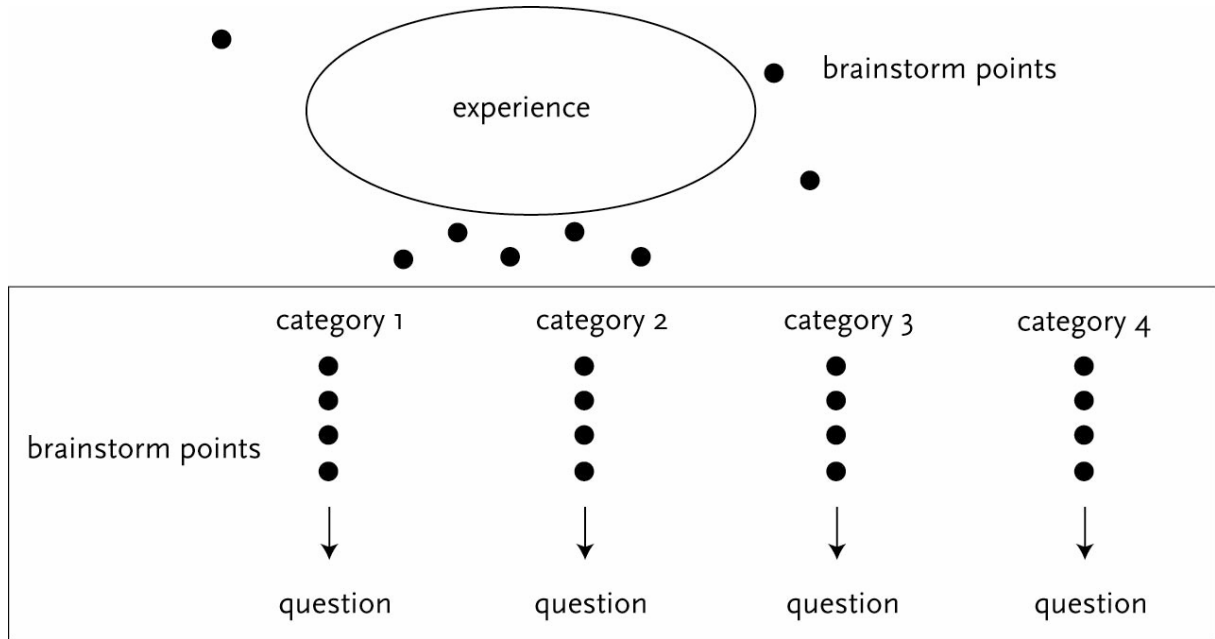 brainstorm points
experience
category 1
category 2
category 3
category 4
brainstorm points
question
question
question
question